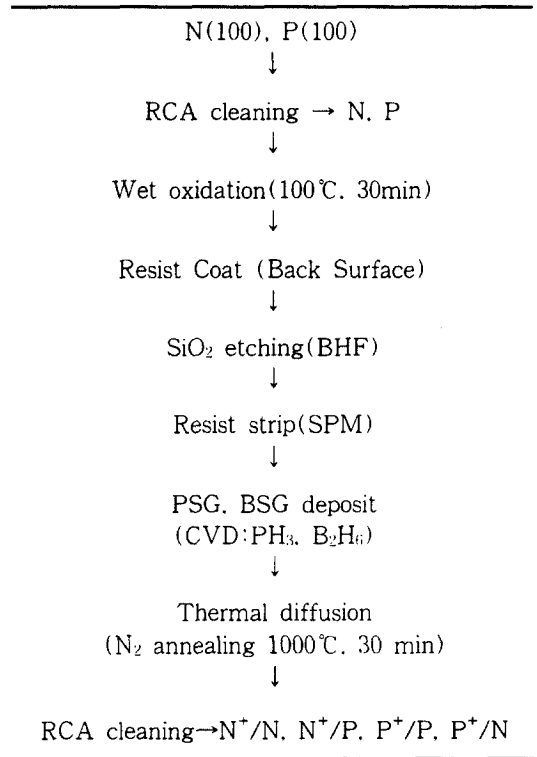 N(100), P(100)
↓
RCA cleaning → N, P
↓
Wet oxidation(100℃, 30min)
↓
Resist Coat (Back Surface)
↓
SiO₂ etching(BHF)
↓
Resist strip(SPM)
↓
PSG, BSG deposit
(CVD:PH₃, B₂H₆)
↓
Thermal diffusion
(N₂ annealing 1000℃, 30 min)
↓
RCA cleaning→N⁺/N, N⁺/P, P⁺/P, P⁺/N